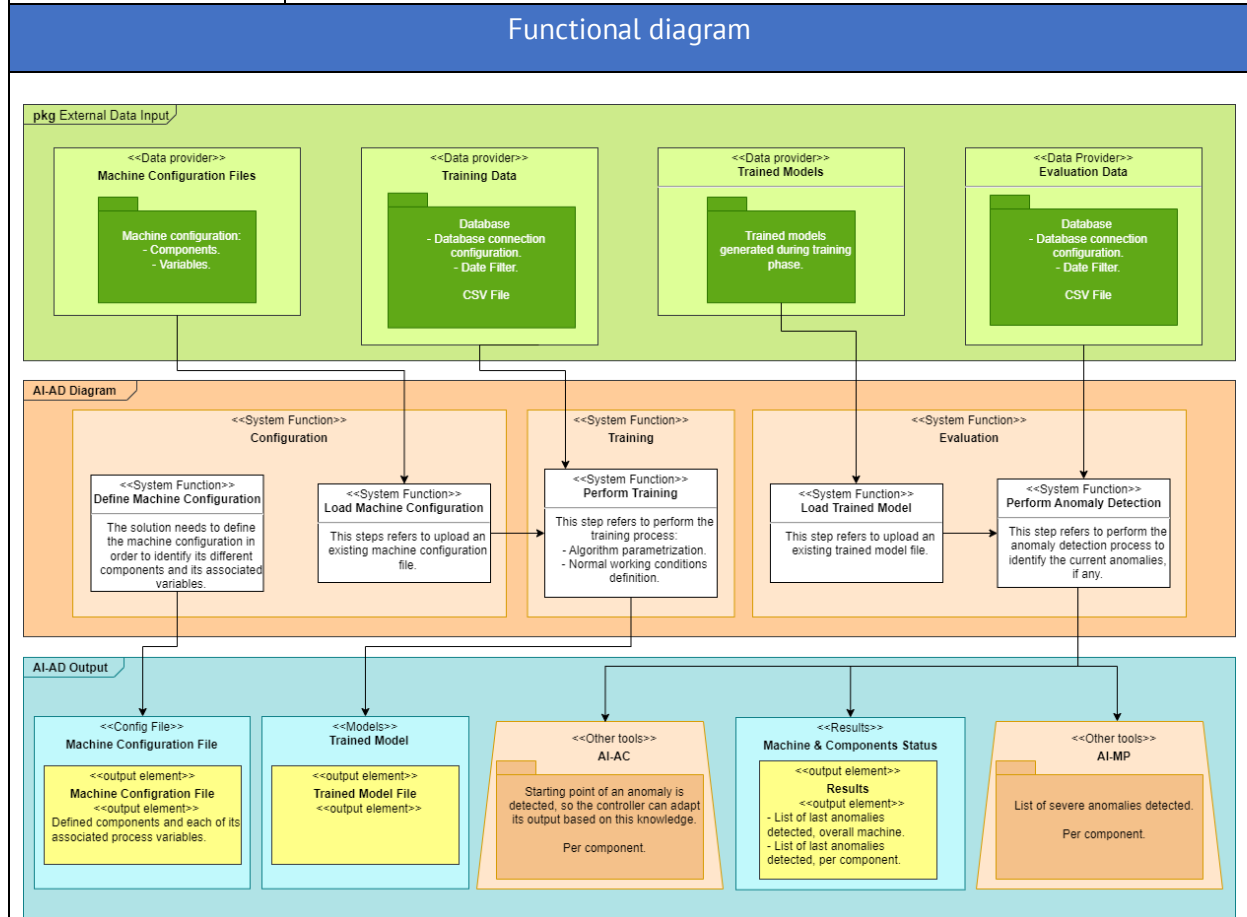 Functional diagram
pkg External Data Input
<<Data provider>>
Machine Configuration Files
Machine configuration:
- Components.
- Variables.
<<Data provider>>
Training Data
Database
- Database connection
configuration.
- Date Filter.
CSV File
<<Data provider>>
Trained Models
Trained models
generated during training
phase.
<<Data Provider>>
Evaluation Data
Database
- Database connection
configuration.
- Date Filter.
CSV File
AI-AD Diagram
<<System Function>>
Configuration
<<System Function>>
Define Machine Configuration
The solution needs to define
the machine configuration in
order to identify its different
components and its associated
variables.
<<System Function>>
Load Machine Configuration
This steps refers to upload an
existing machine configuration
file.
<<System Function>>
Training
<<System Function>>
Perform Training
This step refers to perform the
training process:
- Algorithm parametrization.
- Normal working conditions
definition.
<<System Function>>
Evaluation
<<System Function>>
Load Trained Model
This step refers to upload an
existing trained model file.
<<System Function>>
Perform Anomaly Detection
This step refers to perform the
anomaly detection process to
identify the current anomalies,
if any.
AI-AD Output
<<Config File>>
Machine Configuration File
<<output element>>
Machine Configration File
<<output element>>
Defined components and each of its
associated process variables.
<<Models>>
Trained Model
<<output element>>
Trained Model File
<<output element>>
<<Other tools>>
AI-AC
Starting point of an anomaly is
detected, so the controller can adapt
its output based on this knowledge.
Per component.
<<Results>>
Machine & Components Status
<<output element>>
Results
<<output element>>
- List of last anomalies
detected, overall machine.
- List of last anomalies
detected, per component.
<<Other tools>>
AI-MP
List of severe anomalies detected.
Per component.